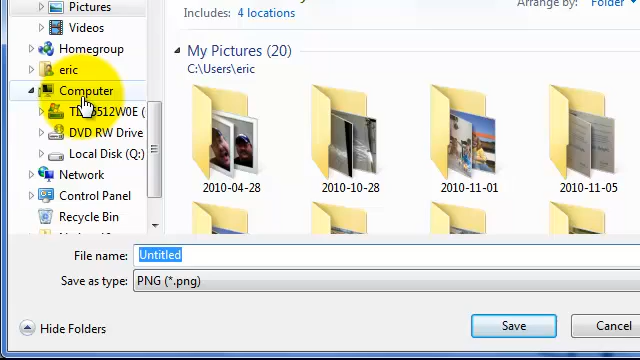 Pictures
Arrange by: Folder
Includes: 4 locations
Videos
Homegroup
My Pictures (20)
eric
C:\Users\eric
Computer
DVD RW Drive
Local Disk (Q:)
Network
2010-04-28
2010-10-28
2010-11-01
2010-11-05
Control Panel
Recycle Bin
File name: Untitled
Save as type: PNG (*.png)
Hide Folders
Save
Cancel